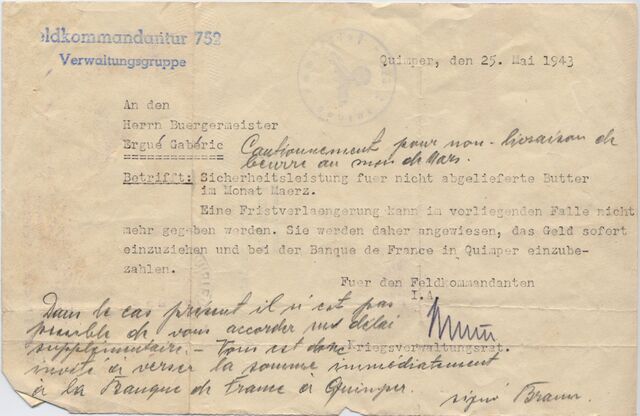 eldkommandantur 752
Verwaltungsgruppe
Quimper, den 25. Mai 1943
An den
Herrn Buergermeister
Ergué Gabéric
Cautionnement pour non-livraison de
beurre au mois de Mars.
Betrifft: Sicherheitsleistung fuer nicht abgelieferte Butter
im Monat Maerz.
Eine Fristverlaengerung kann im vorliegenden Falle nicht
mehr gegeben werden. Sie werden daher angewiesen, das Geld sofort
einzuziehen und bei der Banque de France in Quimper einzube-
zahlen.
Fuer den Feldkommandanten
I.A.
Kriegsverwaltungsrat.
Dans le cas présent il n'est pas
possible de vous accorder un délai
supplémentaire. - Vous est donc
invité à verser la somme immédiatement
à la Banque de France à Quimper.
signé Braun